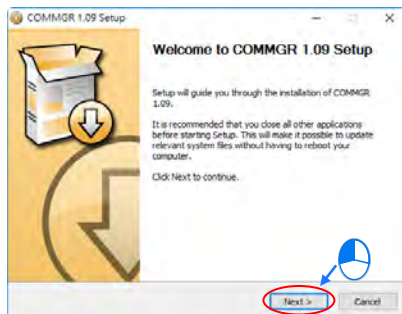 COMMGR 1.09 Setup
Welcome to COMMGR 1.09 Setup
Setup will guide you through the installation of COMMGR
1.09.
It is recommended that you close all other applications
before starting Setup. This will make it possible to update
relevant system files without having to reboot your
computer.
Click Next to continue.
Next >
Cancel